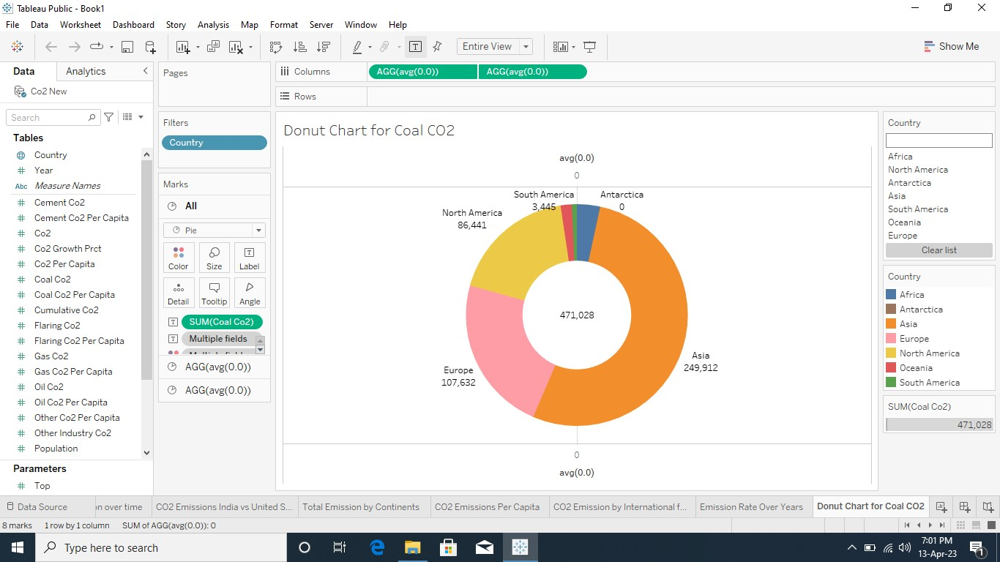 Tableau Public - Book1
File Data Worksheet Dashboard Story Analysis Map Format Server Window Help
Entire View
Show Me
Data Analytics
Co2 New
Search
Tables
Country
Year
Abc Measure Names
Cement Co2
Cement Co2 Per Capita
Co2
Co2 Growth Prct
Co2 Per Capita
Coal Co2
Coal Co2 Per Capita
Cumulative Co2
Flaring Co2
Flaring Co2 Per Capita
Gas Co2
Gas Co2 Per Capita
Oil Co2
Oil Co2 Per Capita
Other Co2 Per Capita
Other Industry Co2
Population
Parameters
Top
Pages
Filters
Country
Marks
All
Pie
Color Size Label
Detail Tooltip Angle
SUM(Coal Co2)
Multiple fields
AGG(avg(0.0))
AGG(avg(0.0))
Columns AGG(avg(0.0)) AGG(avg(0.0))
Rows
Donut Chart for Coal CO2
avg(0.0)
0
South America
3,445
Antarctica
0
North America
86,441
471,028
Asia
249,912
Europe
107,632
0
avg(0.0)
Country
Africa
North America
Antarctica
Asia
South America
Oceania
Europe
Clear list
Country
Africa
Antarctica
Asia
Europe
North America
Oceania
South America
SUM(Coal Co2)
471,028
Data Source n over time CO2 Emissions India vs United S... Total Emission by Continents CO2 Emissions Per Capita CO2 Emission by International f... Emission Rate Over Years Donut Chart for Coal CO2
8 marks 1 row by 1 column SUM of AGG(avg(0.0)): 0
Type here to search
7:01 PM
13-Apr-23
1